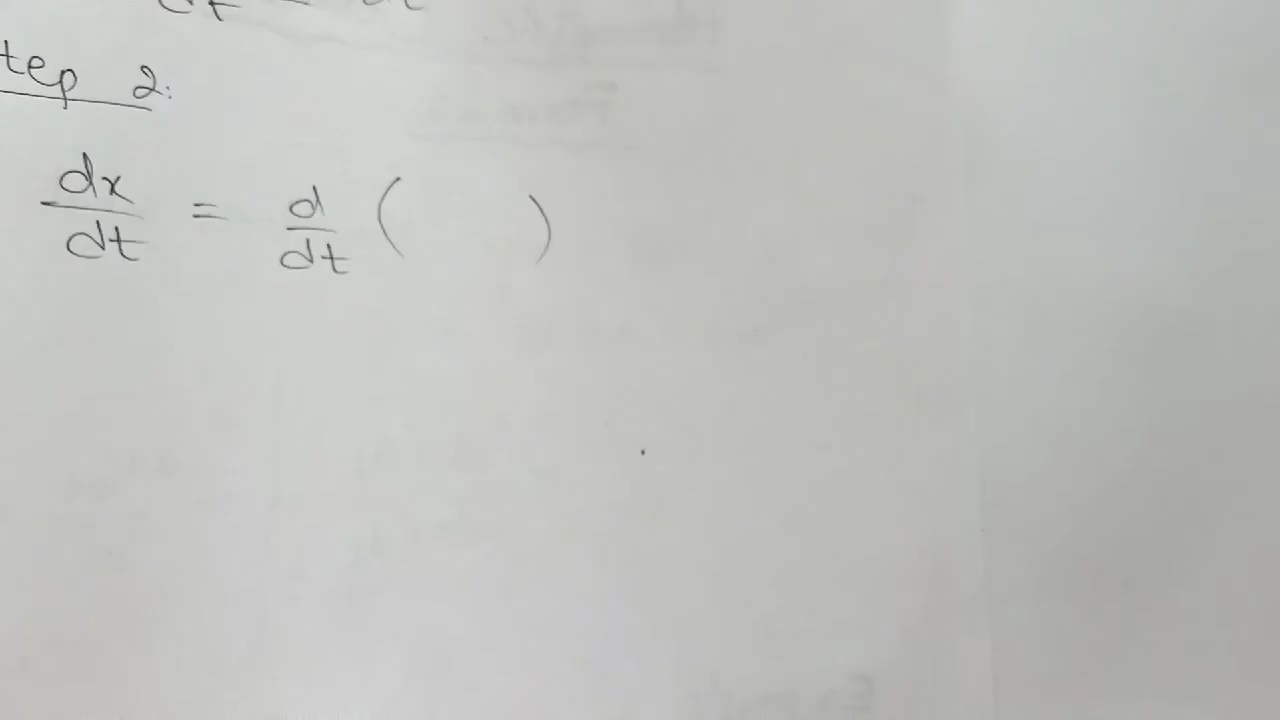 tep 2:
dx/dt = d/dt (    )